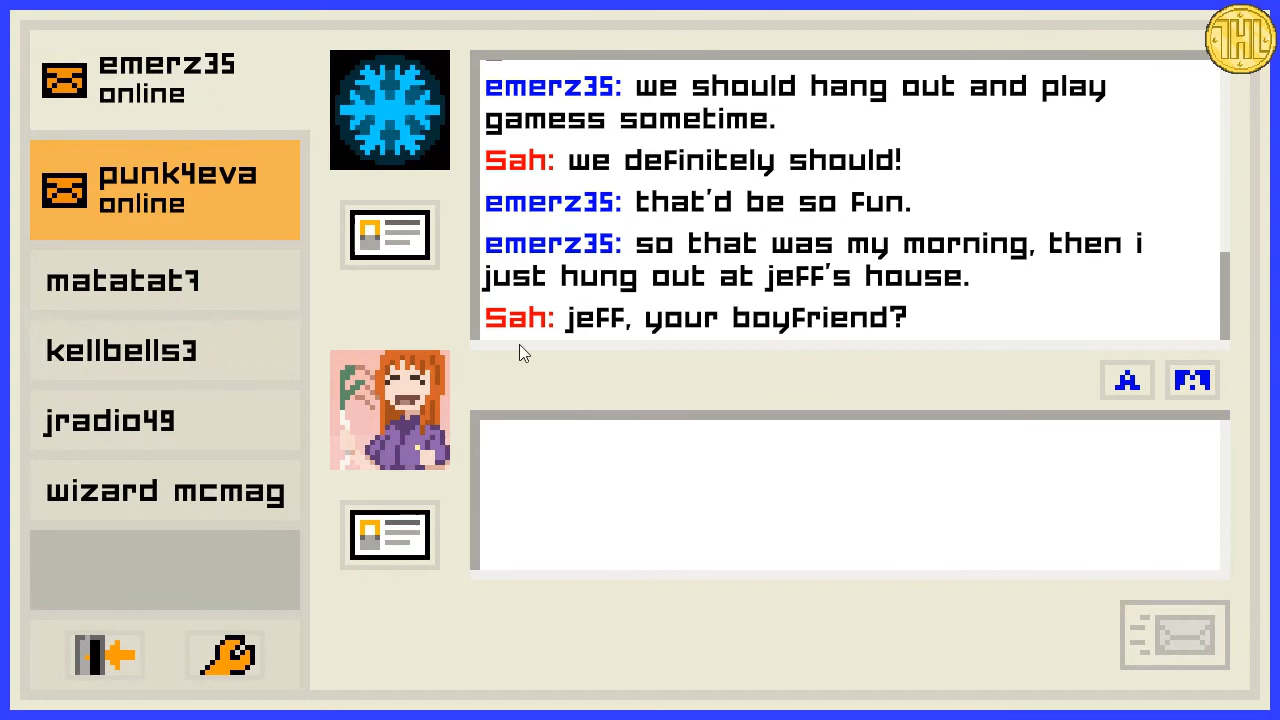 emerz35
online
punk4eva
online
matatat7
kellbells3
jradio49
wizard mcmag
emerz35: we should hang out and play
gamess sometime.
Sah: we definitely should!
emerz35: that'd be so fun.
emerz35: so that was my morning, then i
just hung out at jeff's house.
Sah: jeff, your boyfriend?
A
THL